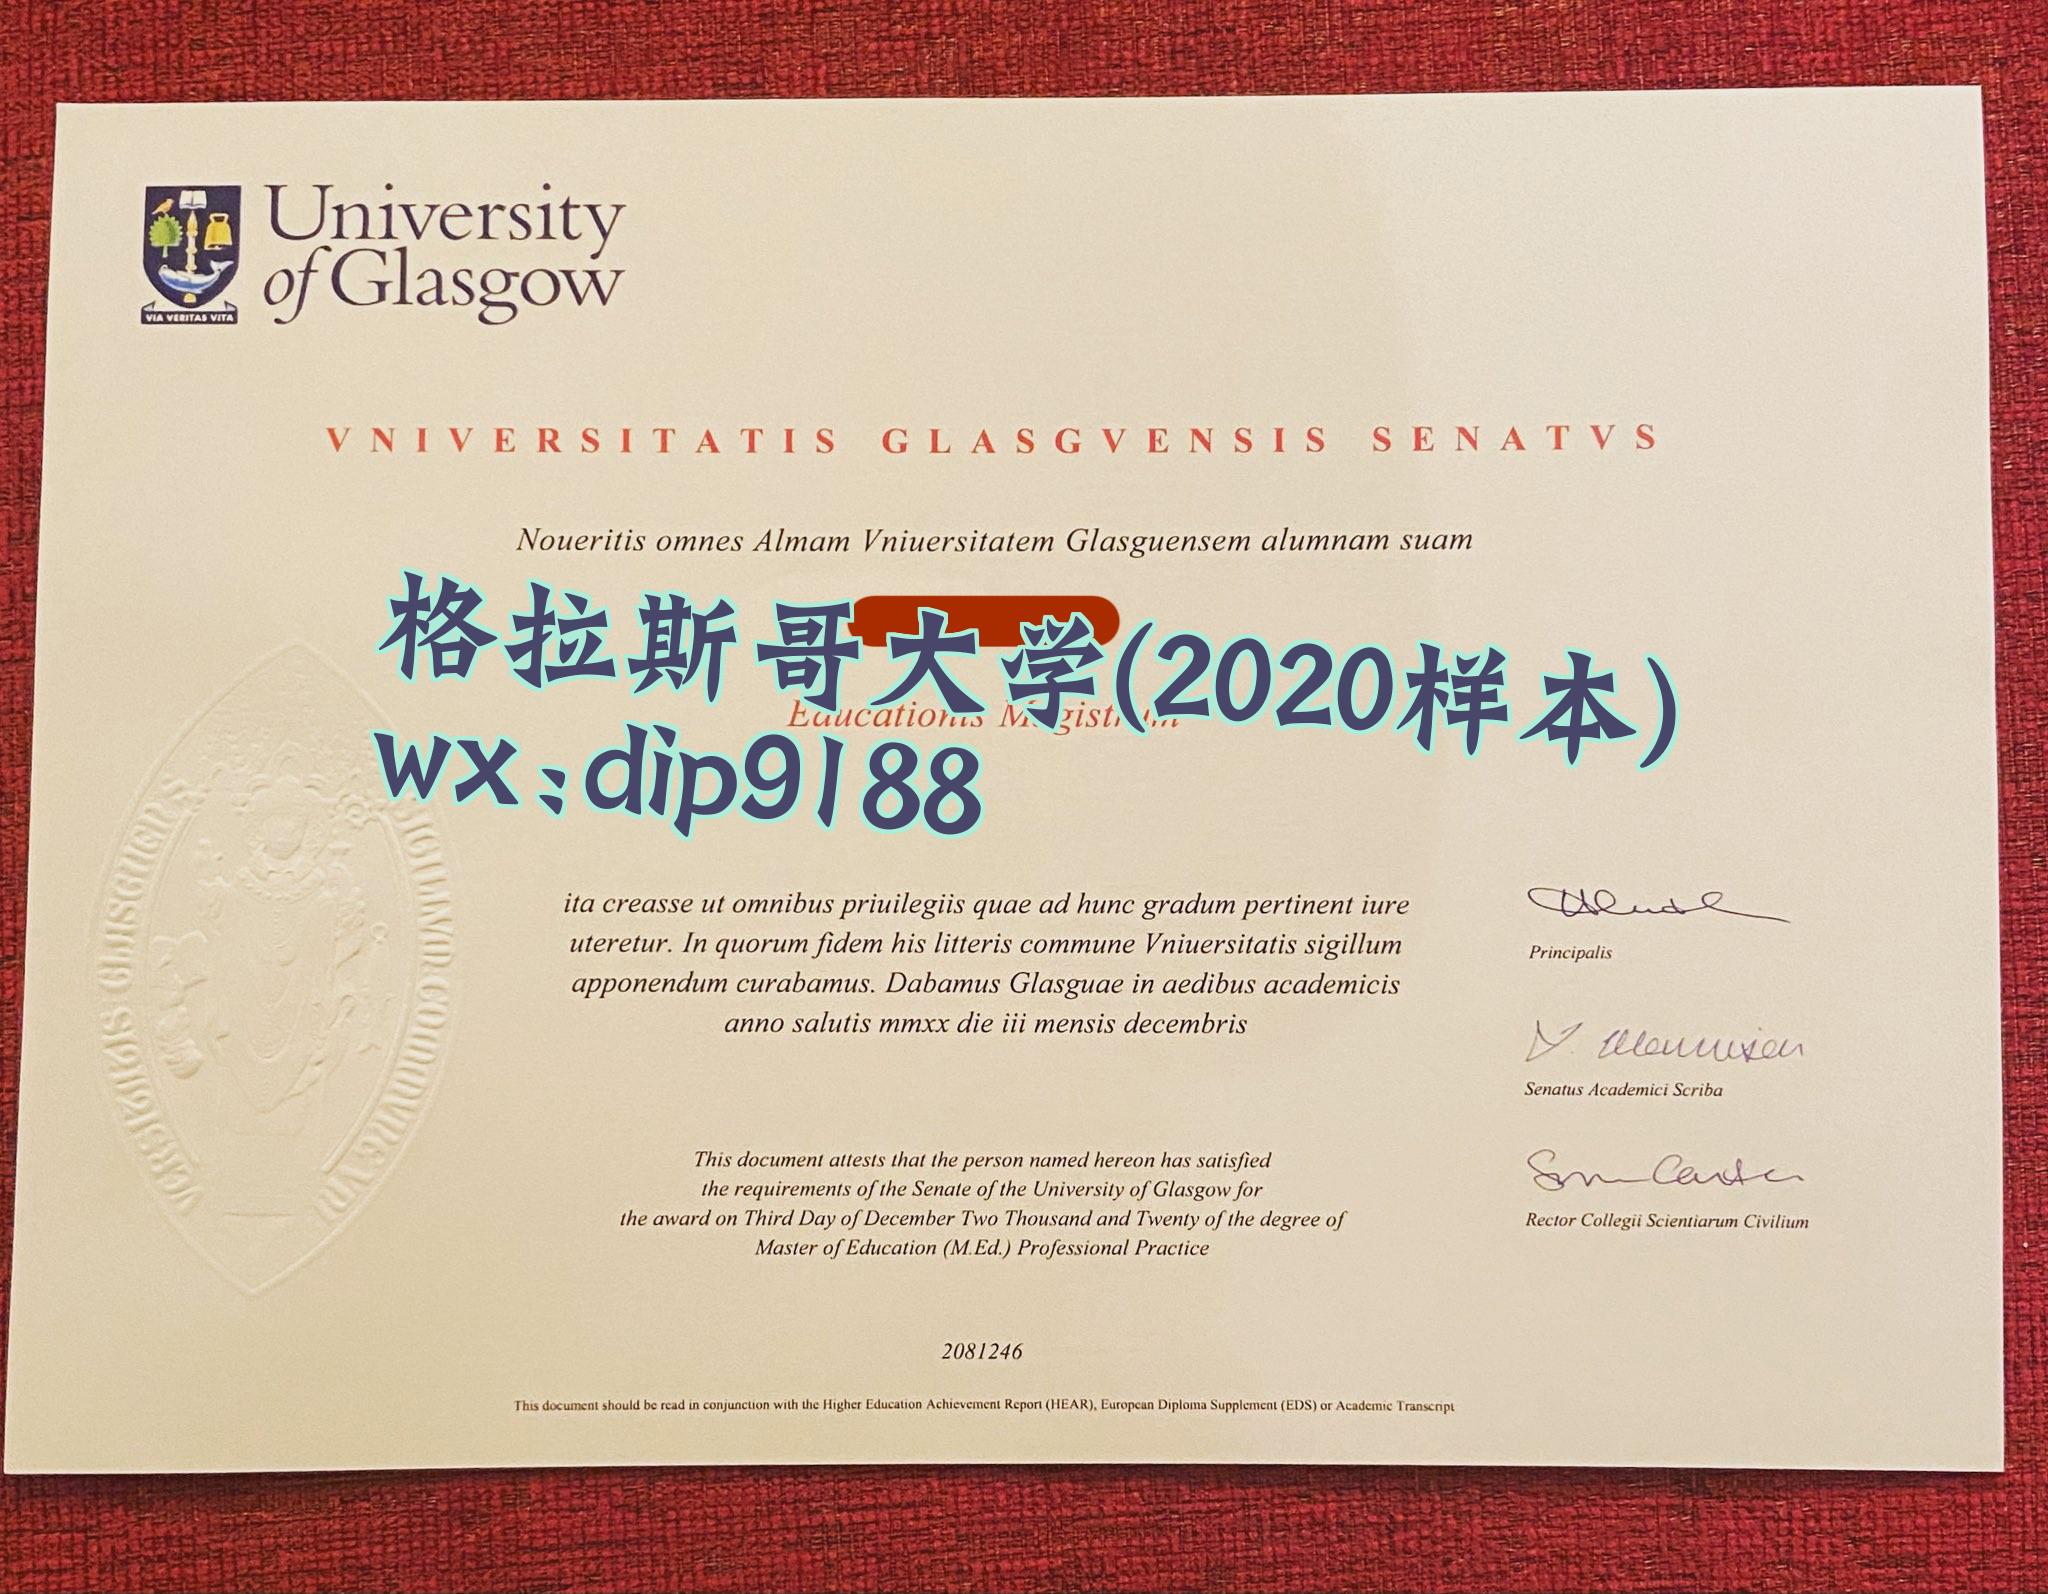 University
of Glasgow
VIA VERITAS VITA
VNIVERSITATIS GLASGVENSIS SENATVS
Noueritis omnes Almam Vniuersitatem Glasguensem alumnam suam
格拉斯哥大学(2020样本)
Educationis Magistrum
wx:dip9188
ita creasse ut omnibus priuilegiis quae ad hunc gradum pertinent iure
uteretur. In quorum fidem his litteris commune Vniuersitatis sigillum
apponendum curabamus. Dabamus Glasguae in aedibus academicis
anno salutis mmxx die iii mensis decembris
Principalis
Senatus Academici Scriba
Rector Collegii Scientiarum Civilium
This document attests that the person named hereon has satisfied
the requirements of the Senate of the University of Glasgow for
the award on Third Day of December Two Thousand and Twenty of the degree of
Master of Education (M.Ed.) Professional Practice
2081246
This document should be read in conjunction with the Higher Education Achievement Report (HEAR), European Diploma Supplement (EDS) or Academic Transcript